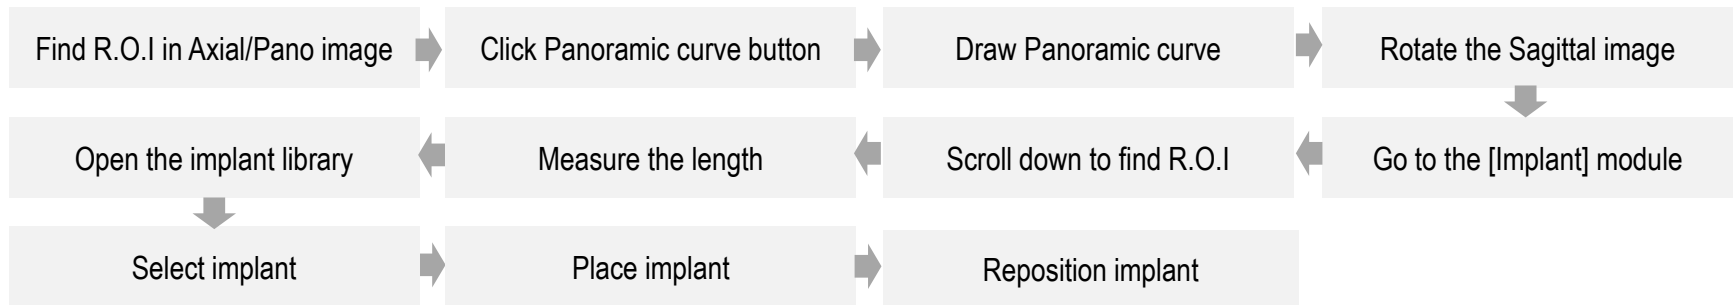 Find R.O.I in Axial/Pano image
Click Panoramic curve button
Draw Panoramic curve
Rotate the Sagittal image
Go to the [Implant] module
Scroll down to find R.O.I
Measure the length
Open the implant library
Select implant
Place implant
Reposition implant